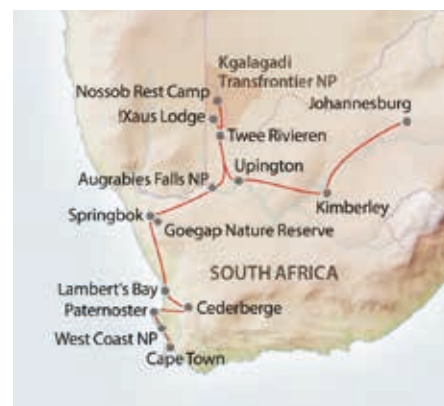 Kgalagadi
Transfrontier NP
Nossob Rest Camp
Johannesburg
!Xaus Lodge
Twee Rivieren
Upington
Augrabies Falls NP
Kimberley
Springbok
Goegap Nature Reserve
SOUTH AFRICA
Lambert's Bay
Paternoster
Cederberge
West Coast NP
Cape Town